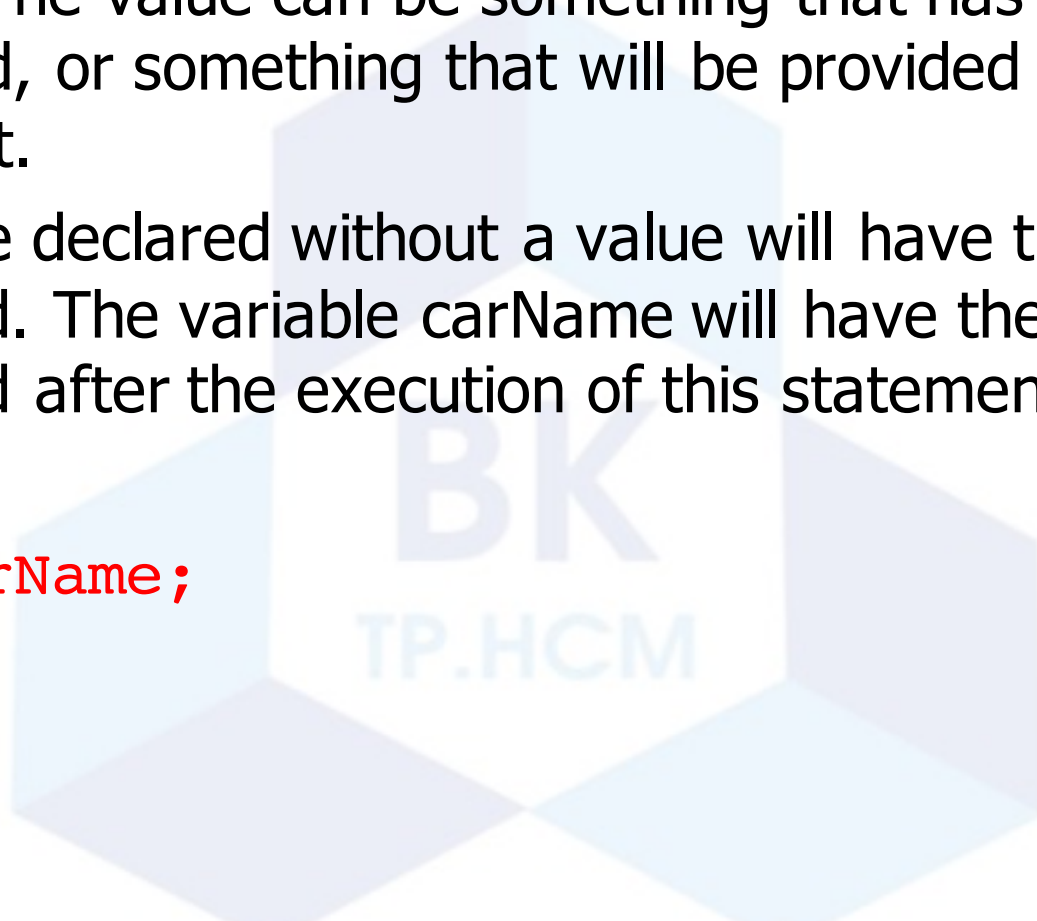 The value can be something that has
d, or something that will be provided
t.
e declared without a value will have t
d. The variable carName will have the
d after the execution of this statemen
rName;
BK
TP.HCM